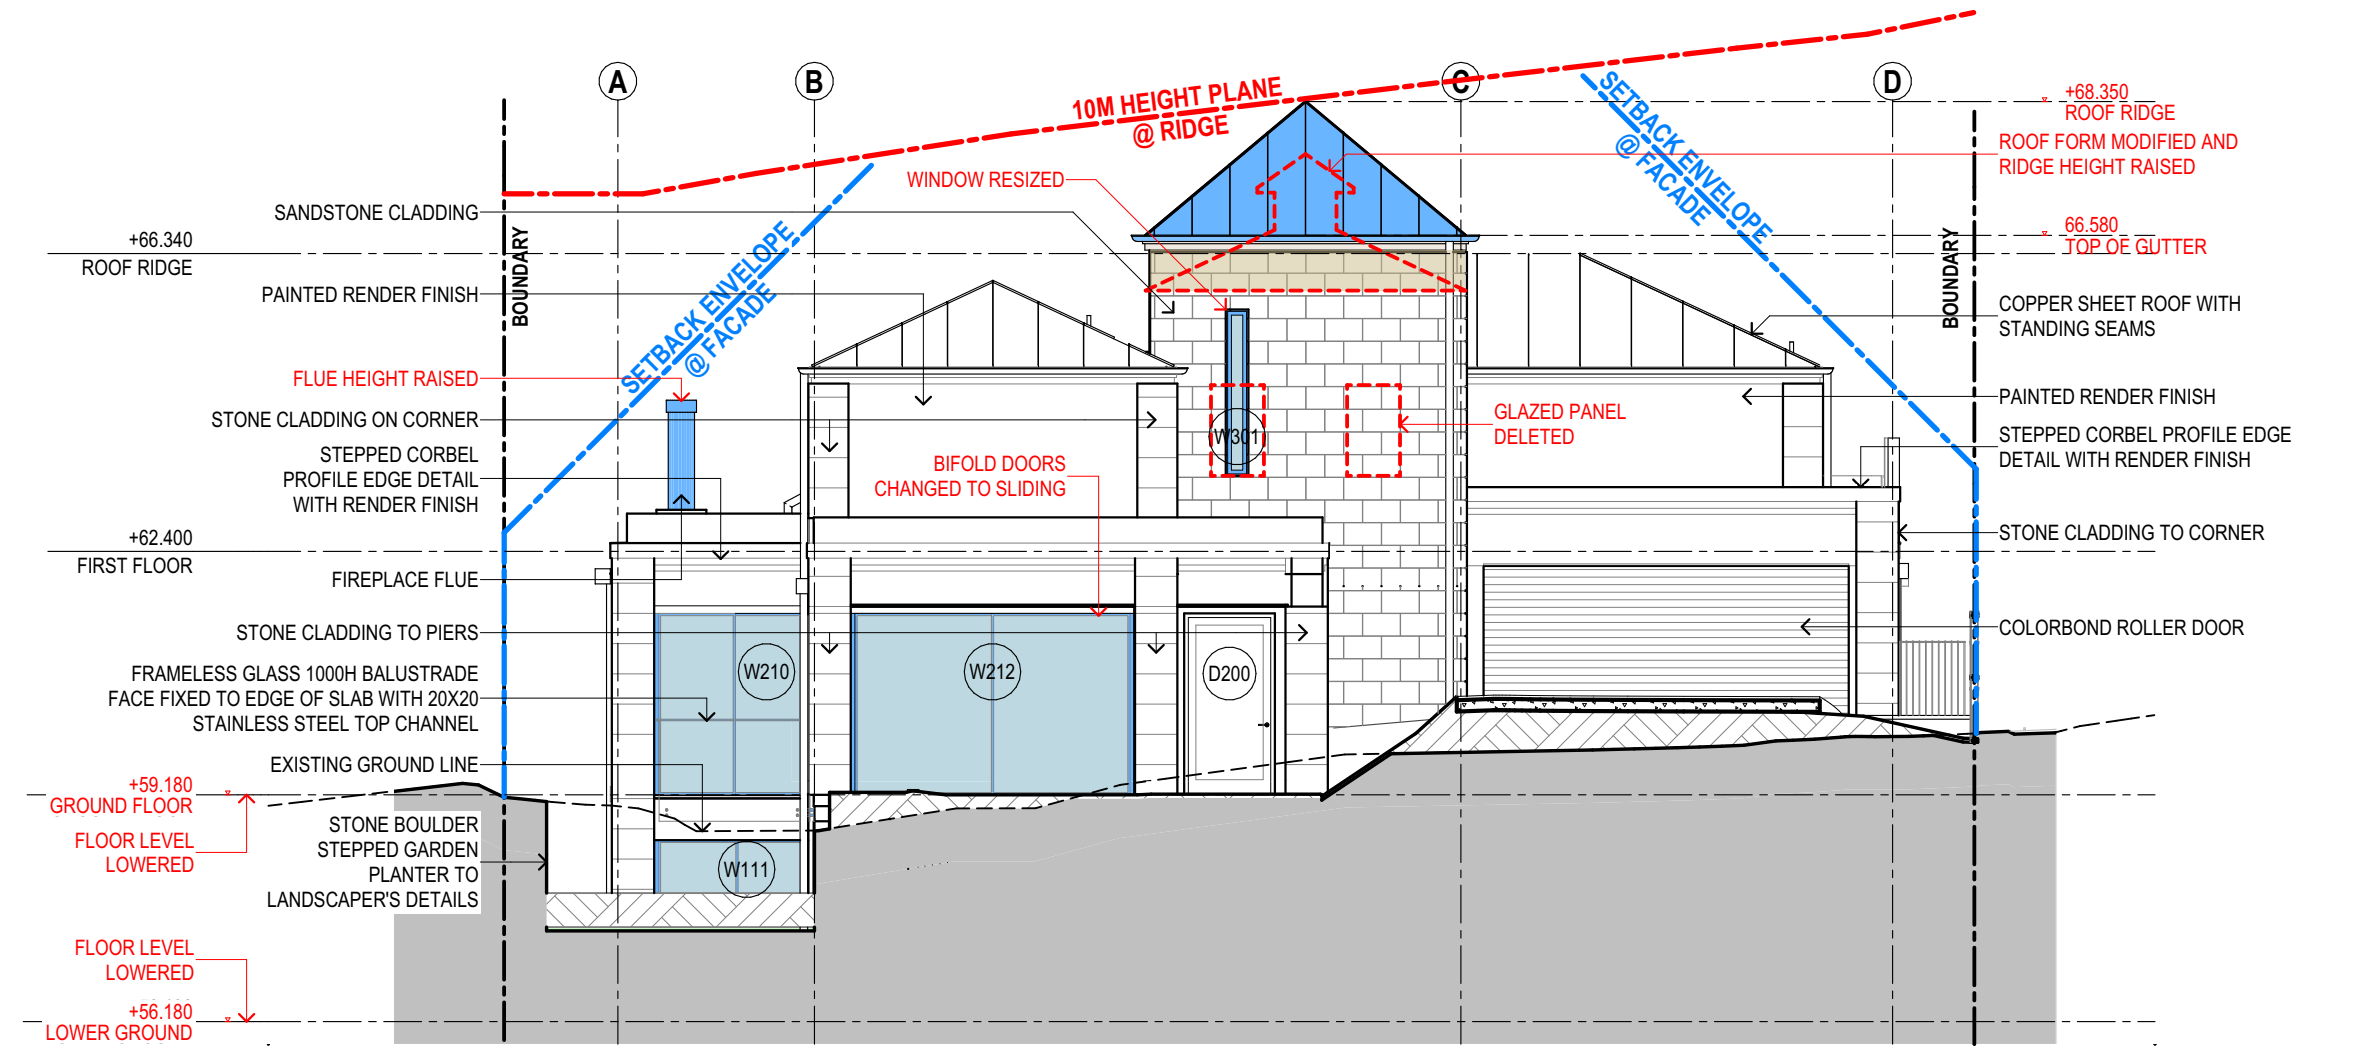 A
B
C
D
10M HEIGHT PLANE
@ RIDGE
SETBACK ENVELOPE
@ FACADE
+68.350
ROOF RIDGE
ROOF FORM MODIFIED AND
RIDGE HEIGHT RAISED
WINDOW RESIZED
SANDSTONE CLADDING
+66.340
ROOF RIDGE
BOUNDARY
SETBACK ENVELOPE
@ FACADE
66.580
TOP OF GUTTER
BOUNDARY
PAINTED RENDER FINISH
COPPER SHEET ROOF WITH
STANDING SEAMS
FLUE HEIGHT RAISED
STONE CLADDING ON CORNER
PAINTED RENDER FINISH
GLAZED PANEL
DELETED
W301
STEPPED CORBEL PROFILE EDGE
DETAIL WITH RENDER FINISH
STEPPED CORBEL
PROFILE EDGE DETAIL
WITH RENDER FINISH
BIFOLD DOORS
CHANGED TO SLIDING
+62.400
FIRST FLOOR
STONE CLADDING TO CORNER
FIREPLACE FLUE
STONE CLADDING TO PIERS
COLORBOND ROLLER DOOR
W210
W212
D200
FRAMELESS GLASS 1000H BALUSTRADE
FACE FIXED TO EDGE OF SLAB WITH 20X20
STAINLESS STEEL TOP CHANNEL
EXISTING GROUND LINE
+59.180
GROUND FLOOR
FLOOR LEVEL
LOWERED
STONE BOULDER
STEPPED GARDEN
PLANTER TO
LANDSCAPER'S DETAILS
W111
FLOOR LEVEL
LOWERED
+56.180
LOWER GROUND